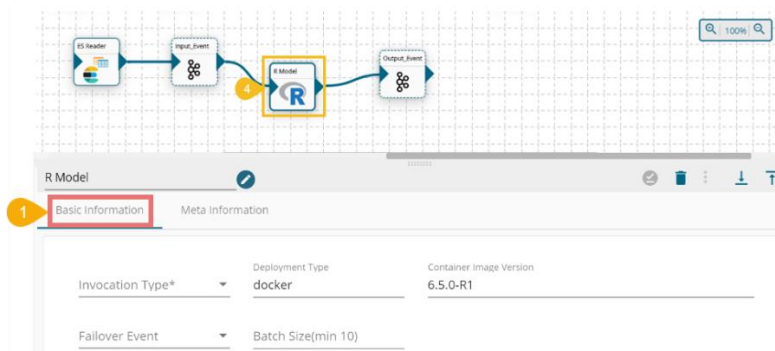 ES Reader
Input_Event
R Model
Output_Event
100%
4
R
R Model
1
Basic Information
Meta Information
Invocation Type*
Deployment Type
docker
Container Image Version
6.5.0-R1
Failover Event
Batch Size(min 10)